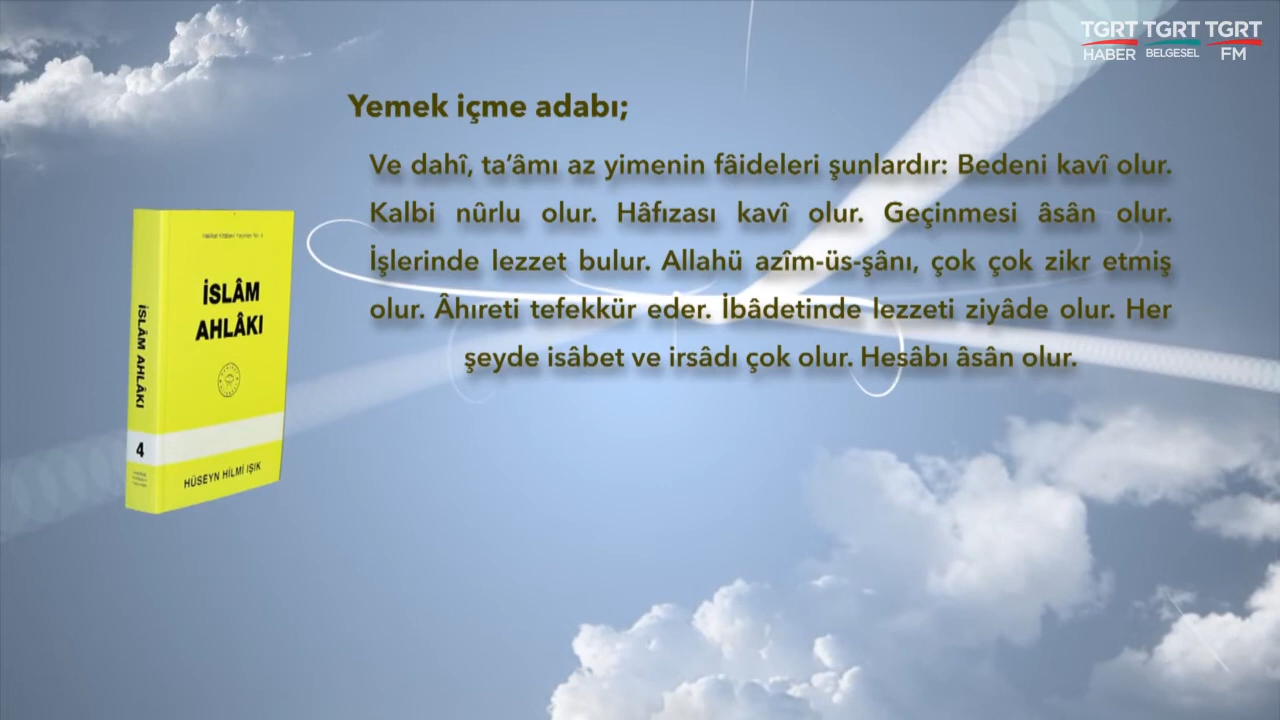 TGRT TGRT TGRT
HABER BELGESEL FM
Yemek içme adabı;
Ve dahî, ta’âmı az yimenin fâideleri şunlardır: Bedeni kavî olur.
Kalbi nûrlu olur. Hâfızası kavî olur. Geçinmesi âsân olur.
İşlerinde lezzet bulur. Allahü azîm-üs-şânı, çok çok zikr etmiş
olur. Âhıreti tefekkür eder. İbâdetinde lezzeti ziyâde olur. Her
şeyde isâbet ve irsâdı çok olur. Hesâbı âsân olur.
İSLÂM
AHLÂKI
HÜSEYN HİLMİ IŞIK
İSLÂM AHLÂKI
4